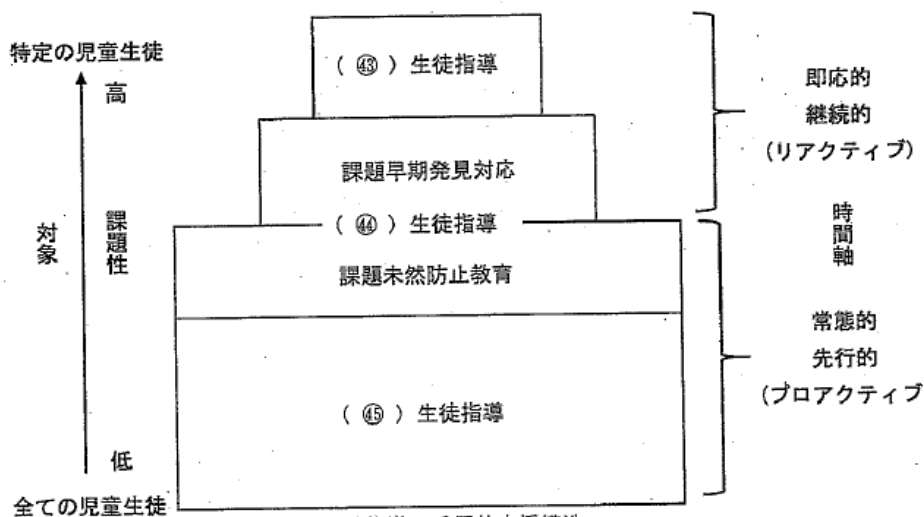 特定の児童生徒
高
対象
課題性
低
全ての児童生徒
( ㊸ ) 生徒指導
課題早期発見対応
( ㊹ ) 生徒指導
課題未然防止教育
( ㊺ ) 生徒指導
即応的
継続的
(リアクティブ)
時間軸
常態的
先行的
(プロアクティブ